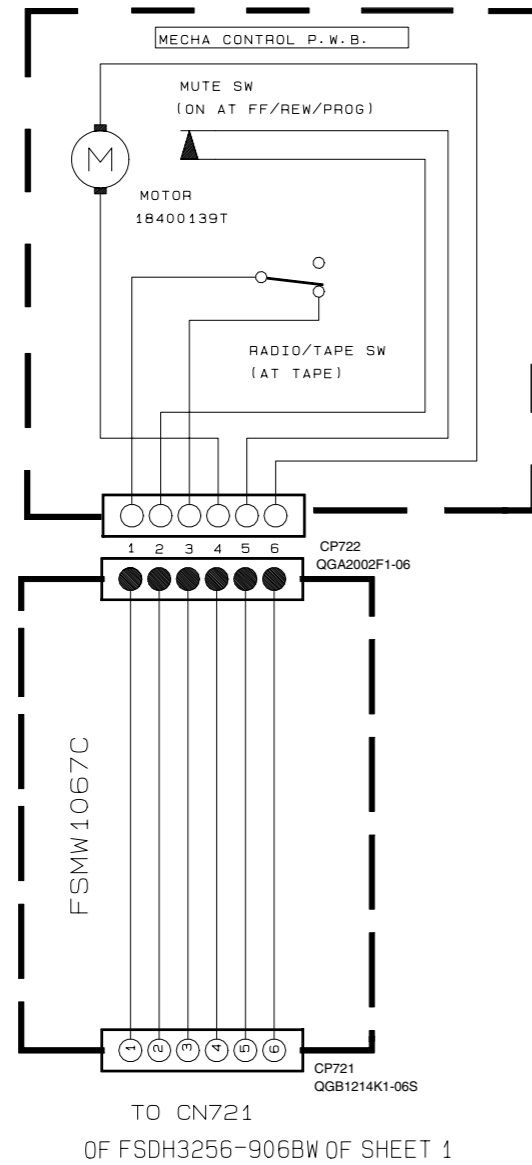 MECHA CONTROL P.W.B.
MUTE SW
(ON AT FF/REW/PROG)
M
MOTOR
18400139T
RADIO/TAPE SW
(AT TAPE)
1 2 3 4 5 6
CP722
QGA2002F1-06
FSMW1067C
1 2 3 4 5 6
CP721
QGB1214K1-06S
TO CN721
OF FSDH3256-906BW OF SHEET 1